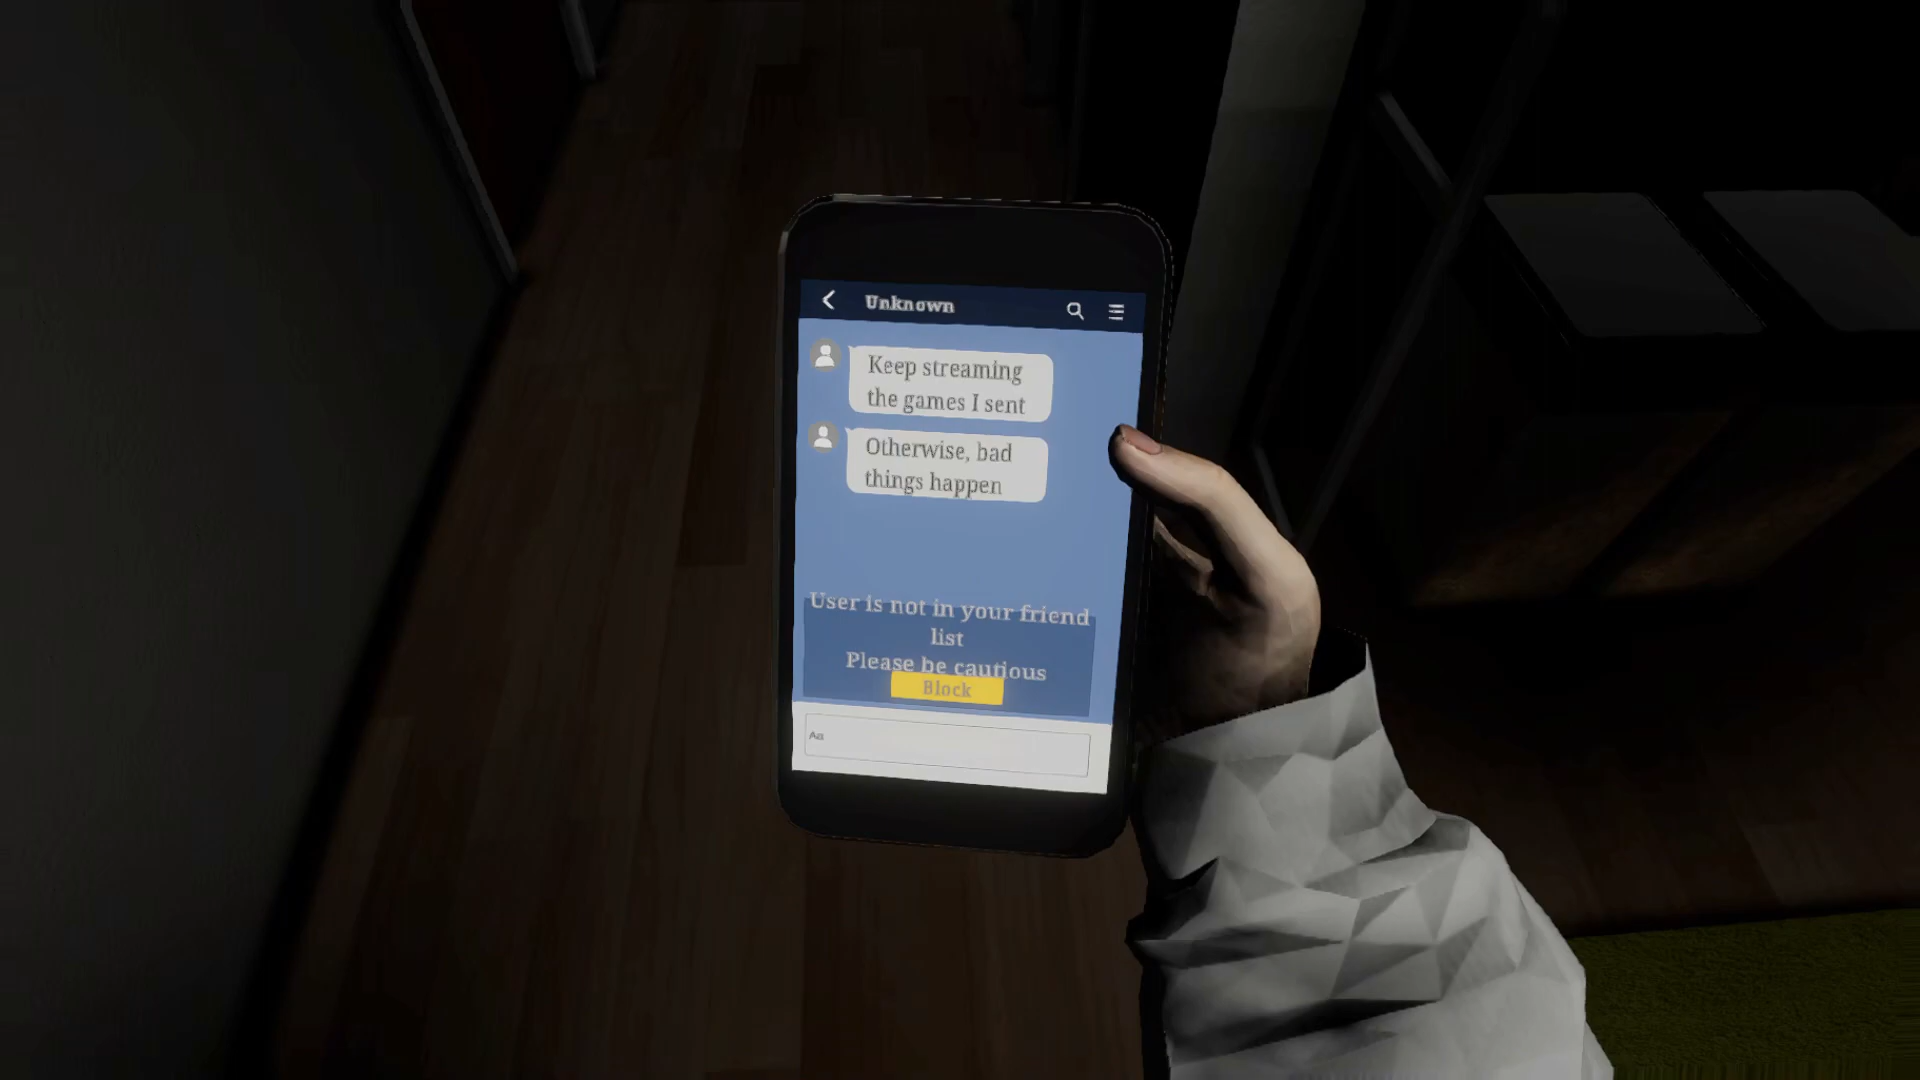 Unknown
Keep streaming
the games I sent
Otherwise, bad
things happen
User is not in your friend
list
Please be cautious
Block
Aa